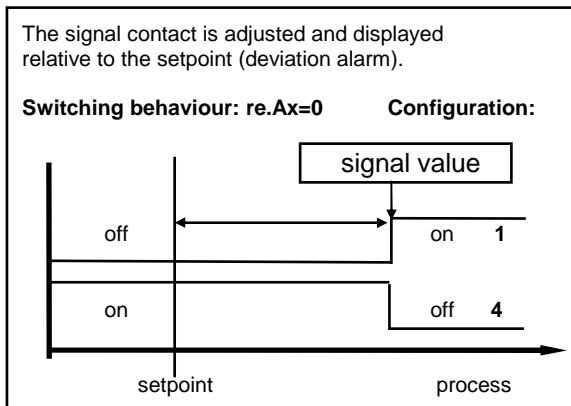 The signal contact is adjusted and displayed
relative to the setpoint (deviation alarm).
Switching behaviour: re.Ax=0 Configuration:
signal value
off on 1
on off 4
setpoint process